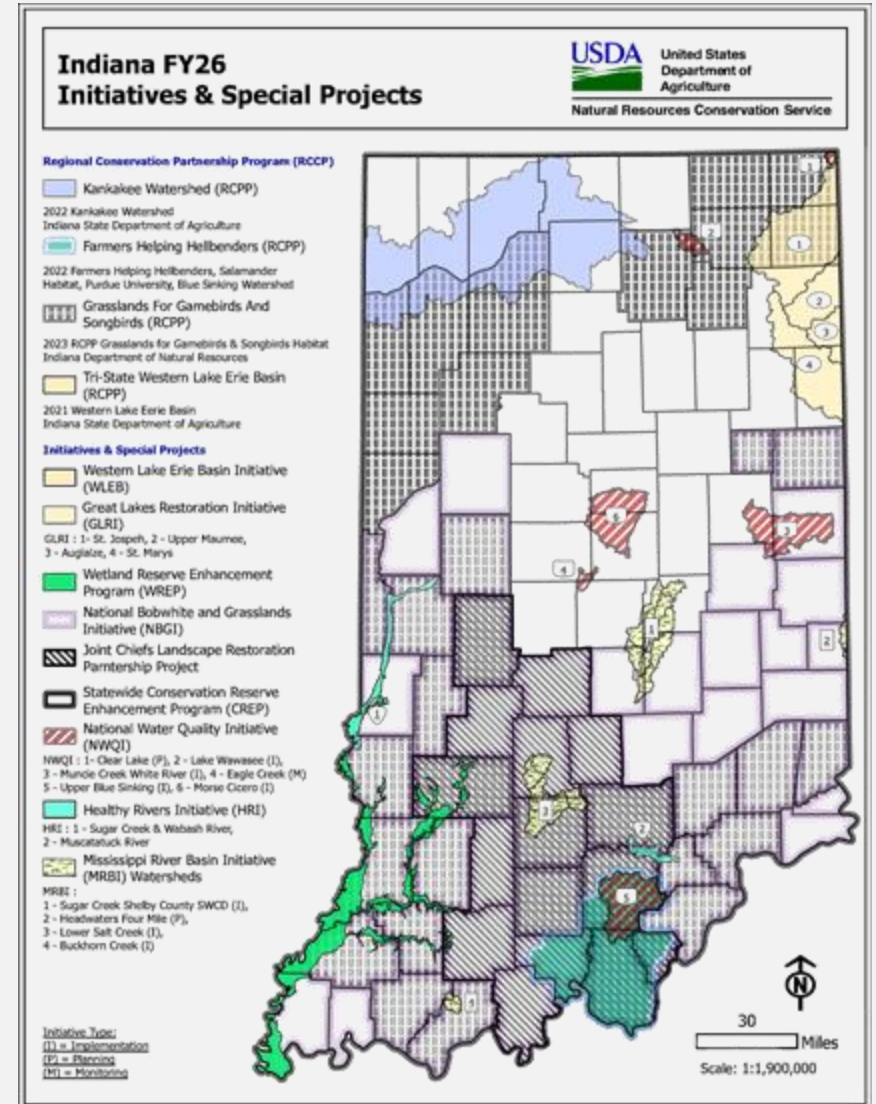 Indiana FY26
Initiatives & Special Projects
USDA
United States
Department of
Agriculture
Natural Resources Conservation Service
Regional Conservation Partnership Program (RCCP)
Kankakee Watershed (RCPP)
2022 Kankakee Watershed
Indiana State Department of Agriculture
Farmers Helping Hellbenders (RCPP)
2022 Farmers Helping Hellbenders, Salamander
Habitat, Purdue University, Blue Sinking Watershed
Grasslands For Gamebirds And
Songbirds (RCPP)
2023 RCPP Grasslands for Gamebirds & Songbirds Habitat
Indiana Department of Natural Resources
Tri-State Western Lake Erie Basin
(RCPP)
2021 Western Lake Eerie Basin
Indiana State Department of Agriculture
Initiatives & Special Projects
Western Lake Erie Basin Initiative
(WLEB)
Great Lakes Restoration Initiative
(GLRI)
GLRI : 1- St. Jospeh, 2 - Upper Maumee,
3 - Auglaize, 4 - St. Marys
Wetland Reserve Enhancement
Program (WREP)
National Bobwhite and Grasslands
Initiative (NBGI)
Joint Chiefs Landscape Restoration
Parntership Project
Statewide Conservation Reserve
Enhancement Program (CREP)
National Water Quality Initiative
(NWQI)
NWQI : 1- Clear Lake (P), 2 - Lake Wawasee (I),
3 - Muncie Creek White River (I), 4 - Eagle Creek (M)
5 - Upper Blue Sinking (I), 6 - Morse Cicero (I)
Healthy Rivers Initiative (HRI)
HRI : 1 - Sugar Creek & Wabash River,
2 - Muscatatuck River
Mississippi River Basin Initiative
(MRBI) Watersheds
MRBI :
1 - Sugar Creek Shelby County SWCD (I),
2 - Headwaters Four Mile (P),
3 - Lower Salt Creek (I),
4 - Buckhorn Creek (I)
Initiative Type:
(I) = Implementation
(P) = Planning
(M) = Monitoring
1
2
1
2
3
4
6
3
4
1
2
1
3
2
5
N
30
Miles
Scale: 1:1,900,000